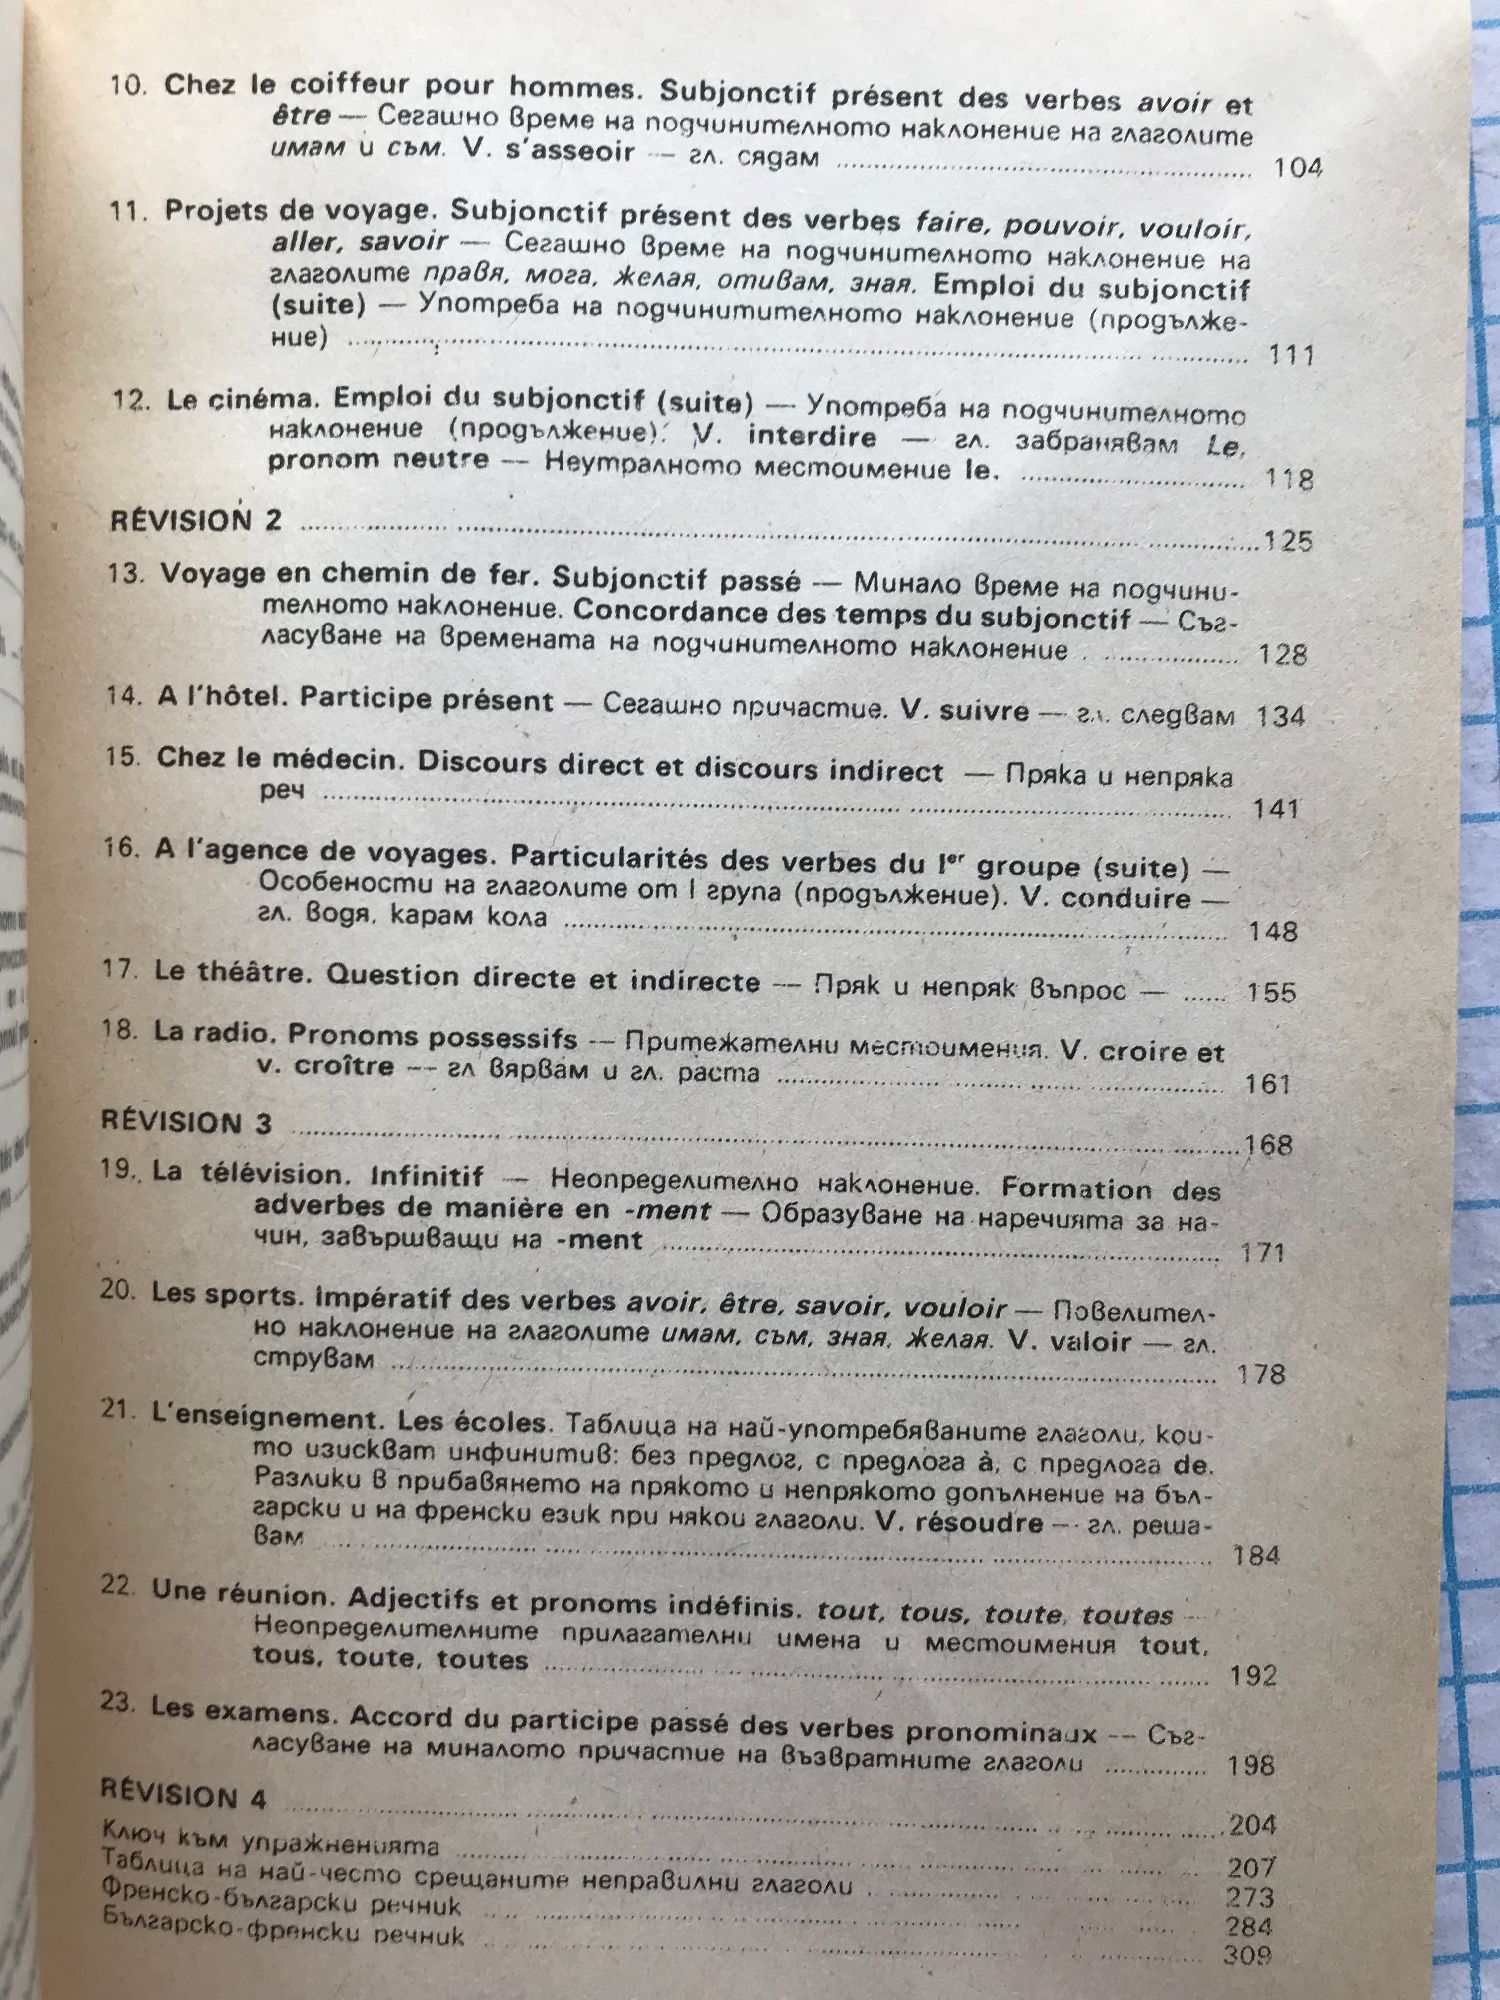 10. Chez le coiffeur pour hommes. Subjonctif présent des verbes avoir et
être — Сегашно време на подчинителното наклонение на глаголите
имам и съм. V. s'asseoir — гл. сядам ........ 104
11. Projets de voyage. Subjonctif présent des verbes faire, pouvoir, vouloir,
aller, savoir — Сегашно време на подчинителното наклонение на
глаголите правя, мога, желая, отивам, зная. Emploi du subjonctif
(suite) — Употреба на подчинитителното наклонение (продълже-
ние) ........ 111
12. Le cinéma. Emploi du subjonctif (suite) — Употреба на подчинителното
наклонение (продължение). V. interdire — гл. забранявам Le,
pronom neutre — Неутралното местоимение le. ........ 118
RÉVISION 2 ........ 125
13. Voyage en chemin de fer. Subjonctif passé — Минало време на подчини-
телното наклонение. Concordance des temps du subjonctif — Съг-
ласуване на времената на подчинителното наклонение ........ 128
14. A l'hôtel. Participe présent — Сегашно причастие. V. suivre — гл. следвам 134
15. Chez le médecin. Discours direct et discours indirect — Пряка и непряка
реч ........ 141
16. A l'agence de voyages. Particularités des verbes du Ier groupe (suite) —
Особености на глаголите от I група (продължение). V. conduire —
гл. водя, карам кола ........ 148
17. Le théâtre. Question directe et indirecte — Пряк и непряк въпрос — ...... 155
18. La radio. Pronoms possessifs — Притежателни местоимения. V. croire et
v. croître — гл вярвам и гл. раста ........ 161
RÉVISION 3 ........ 168
19. La télévision. Infinitif — Неопределително наклонение. Formation des
adverbes de manière en -ment — Образуване на наречията за на-
чин, завършващи на -ment ........ 171
20. Les sports. Impératif des verbes avoir, être, savoir, vouloir — Повелител-
но наклонение на глаголите имам, съм, зная, желая. V. valoir — гл.
струвам ........ 178
21. L'enseignement. Les écoles. Таблица на най-употребяваните глаголи, кои-
то изискват инфинитив: без предлог, с предлога à, с предлога de.
Разлики в прибавянето на прякото и непрякото допълнение на бъл-
гарски и на френски език при някои глаголи. V. résoudre — гл. реша-
вам ........ 184
22. Une réunion. Adjectifs et pronoms indéfinis. tout, tous, toute, toutes —
Неопределителните прилагателни имена и местоимения tout,
tous, toute, toutes ........ 192
23. Les examens. Accord du participe passé des verbes pronominaux — Съг-
ласуване на миналото причастие на възвратните глаголи ........ 198
RÉVISION 4 ........ 204
Ключ към упражненията ........ 207
Таблица на най-често срещаните неправилни глаголи ........ 273
Френско-български речник ........ 284
Българско-френски речник ........ 309